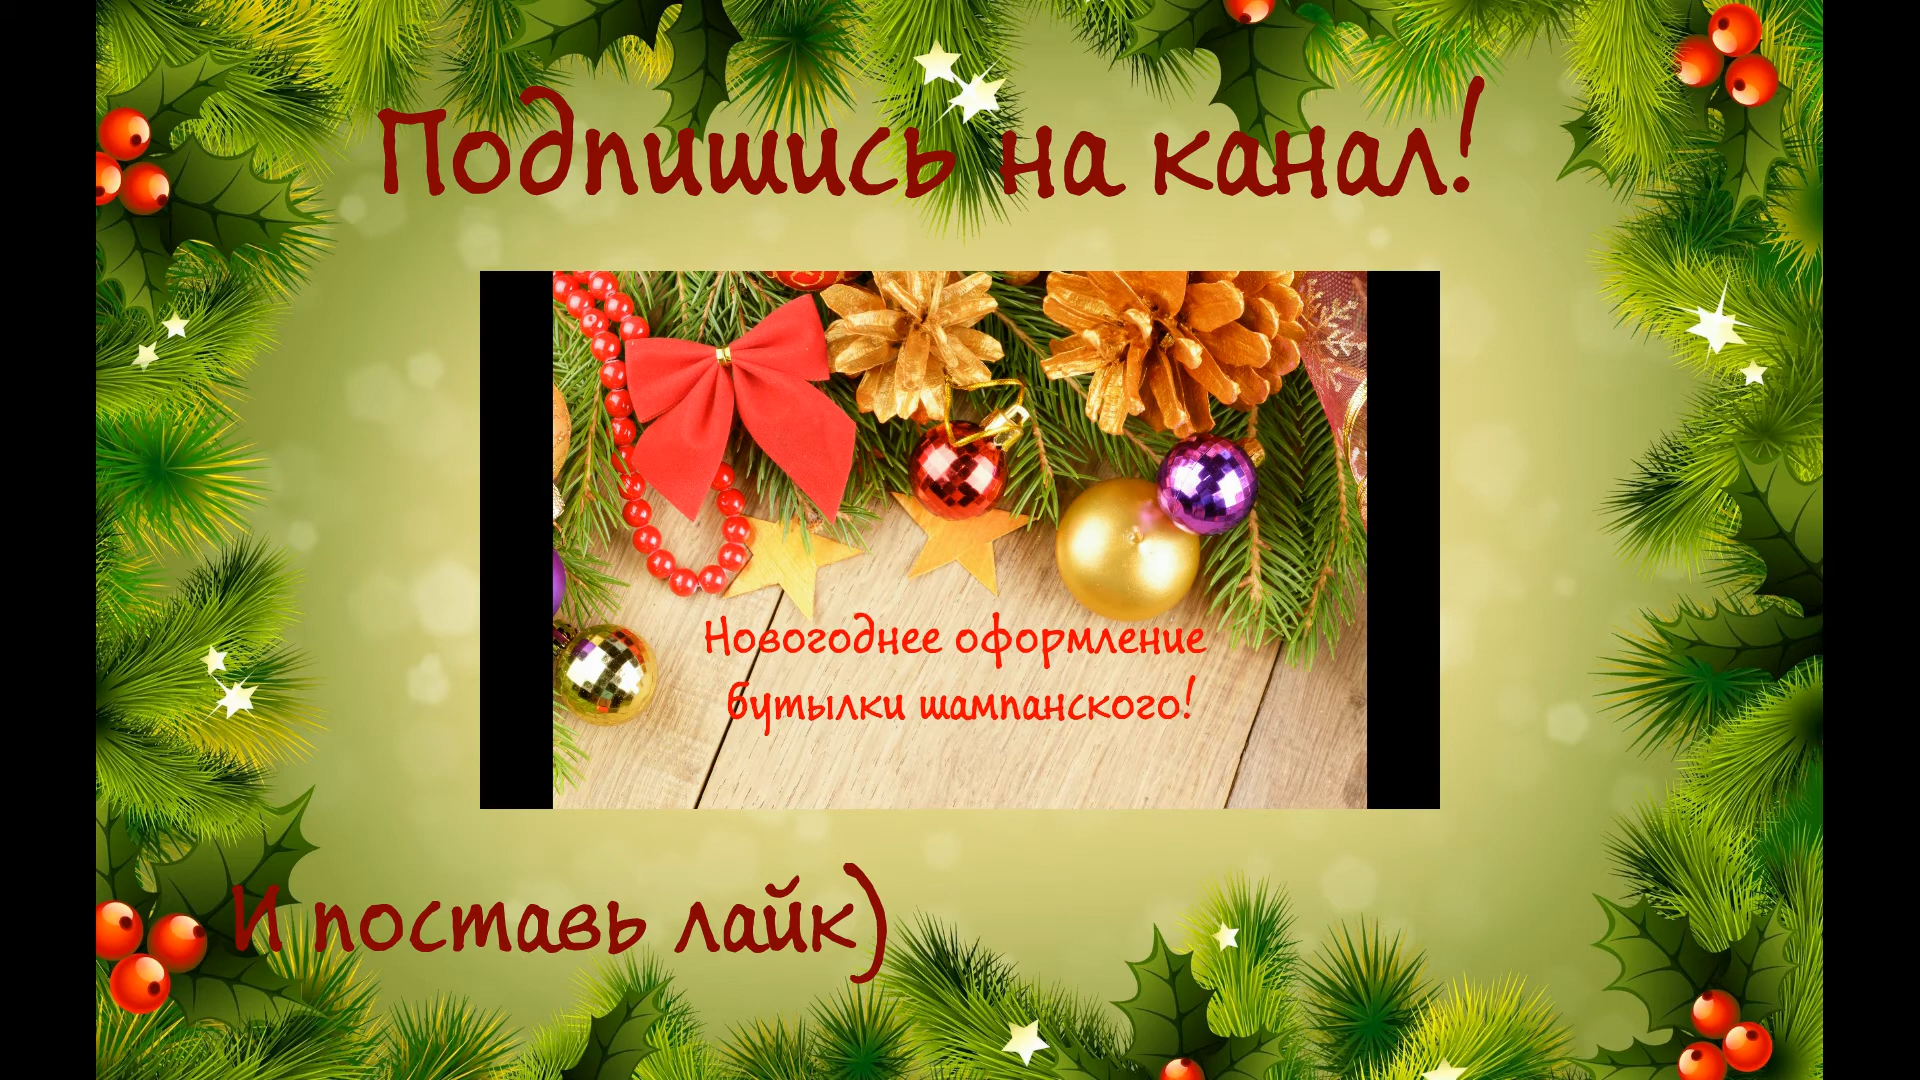 Подпишись на канал!
Новогоднее оформление
бутылки шампанского!
И поставь лайк)